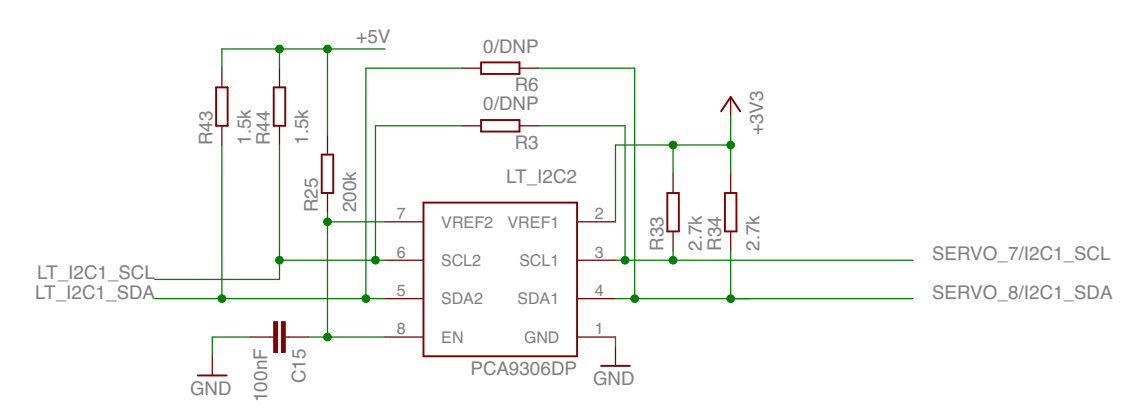 +5V
0/DNP
R6
0/DNP
R3
+3V3
R43
1.5k
R44
1.5k
R25
200k
LT_I2C2
R33
2.7k
R34
2.7k
7 VREF2 VREF1 2
6 SCL2 SCL1 3
5 SDA2 SDA1 4
8 EN GND 1
LT_I2C1_SCL
LT_I2C1_SDA
SERVO_7/I2C1_SCL
SERVO_8/I2C1_SDA
GND
100nF
C15
PCA9306DP
GND